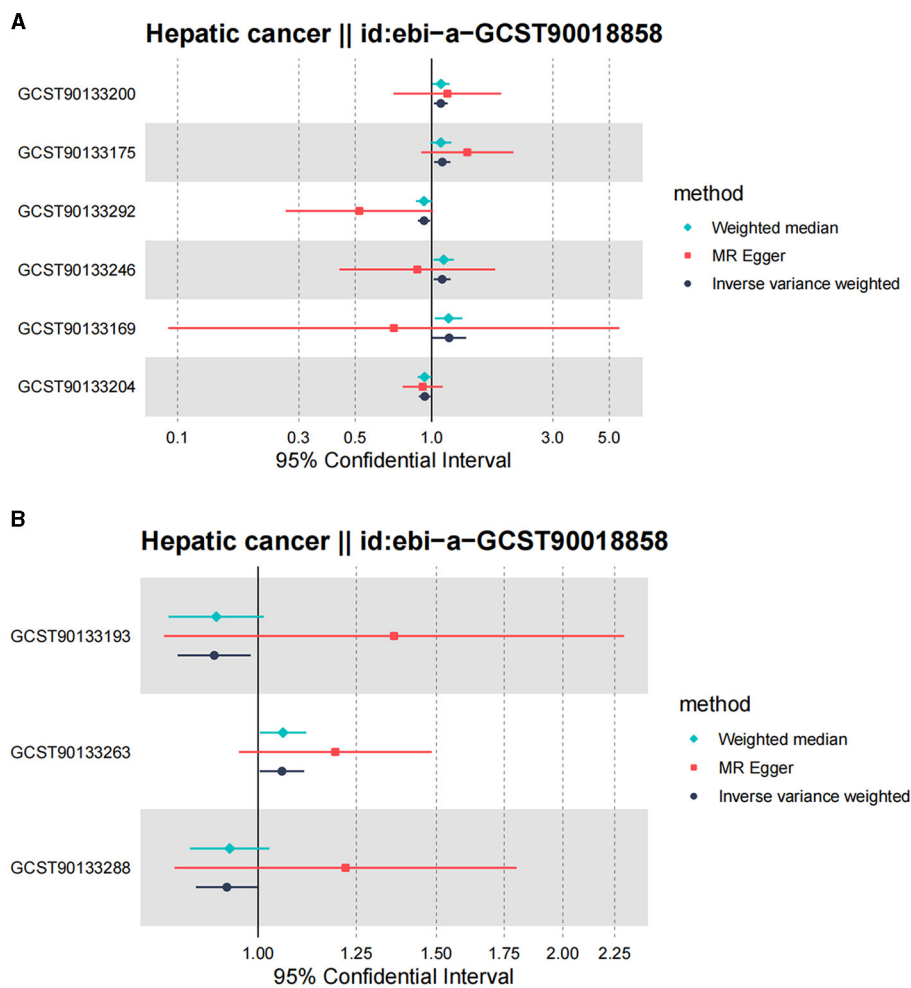 A
Hepatic cancer || id:ebi−a−GCST90018858
GCST90133200
GCST90133175
GCST90133292
GCST90133246
GCST90133169
GCST90133204
0.1 0.3 0.5 1.0 3.0 5.0
95% Confidential Interval
method
Weighted median
MR Egger
Inverse variance weighted
B
Hepatic cancer || id:ebi−a−GCST90018858
GCST90133193
GCST90133263
GCST90133288
1.00 1.25 1.50 1.75 2.00 2.25
95% Confidential Interval
method
Weighted median
MR Egger
Inverse variance weighted